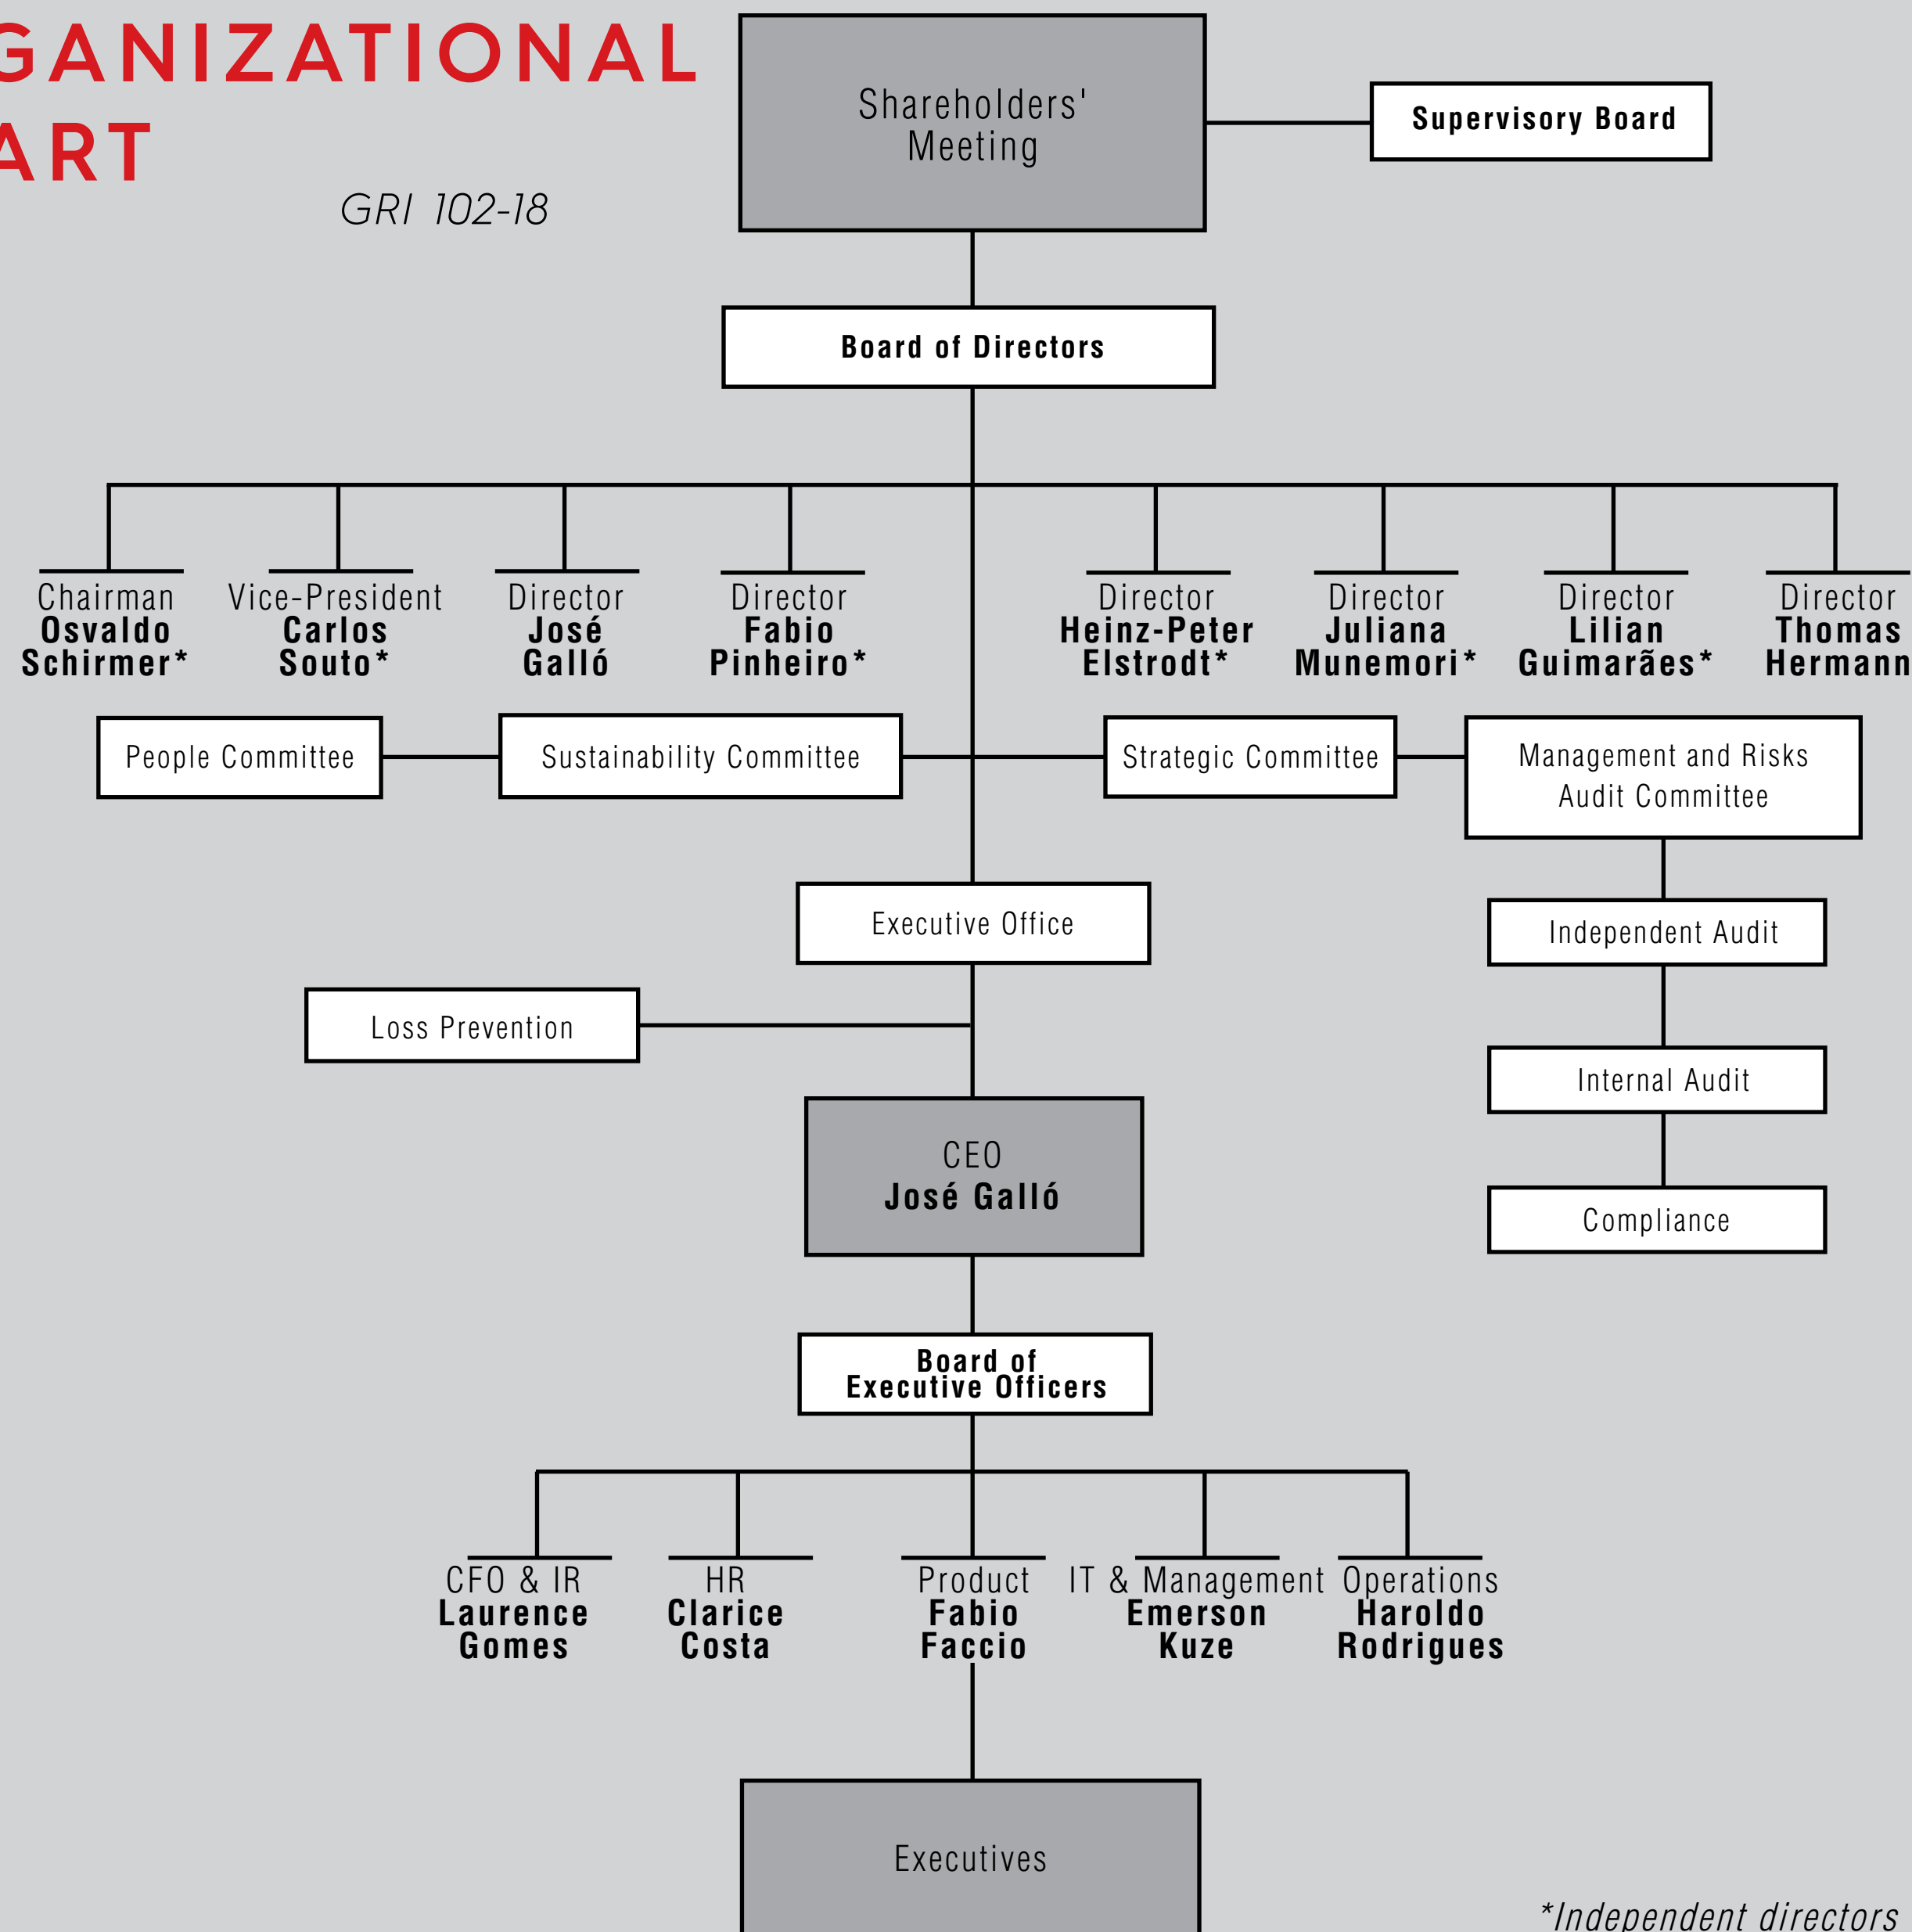 GANIZATIONAL
ART
GRI 102-18
Shareholders'
Meeting
Supervisory Board
Board of Directors
Chairman
Osvaldo
Schirmer*
Vice-President
Carlos
Souto*
Director
José
Galló
Director
Fabio
Pinheiro*
Director
Heinz-Peter
Elstrodt*
Director
Juliana
Munemori*
Director
Lilian
Guimarães*
Director
Thomas
Hermann
People Committee
Sustainability Committee
Strategic Committee
Management and Risks
Audit Committee
Executive Office
Independent Audit
Loss Prevention
Internal Audit
CEO
José Galló
Compliance
Board of
Executive Officers
CFO & IR
Laurence
Gomes
HR
Clarice
Costa
Product
Fabio
Faccio
IT & Management
Emerson
Kuze
Operations
Haroldo
Rodrigues
Executives
*Independent directors